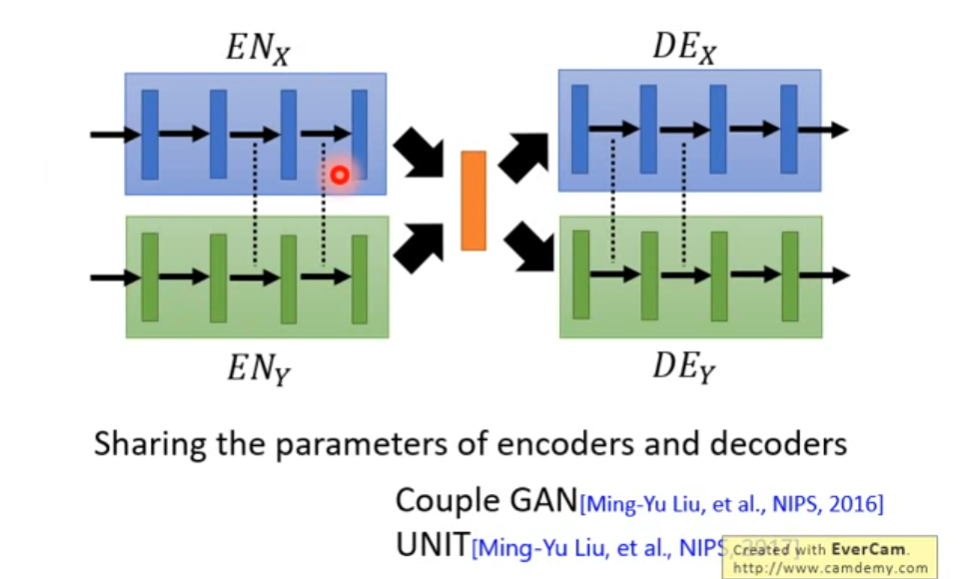 EN_X DE_X
EN_Y DE_Y
Sharing the parameters of encoders and decoders
Couple GAN[Ming-Yu Liu, et al., NIPS, 2016]
UNIT[Ming-Yu Liu, et al., NIPS, 2017]
Created with EverCam.
http://www.camdemy.com